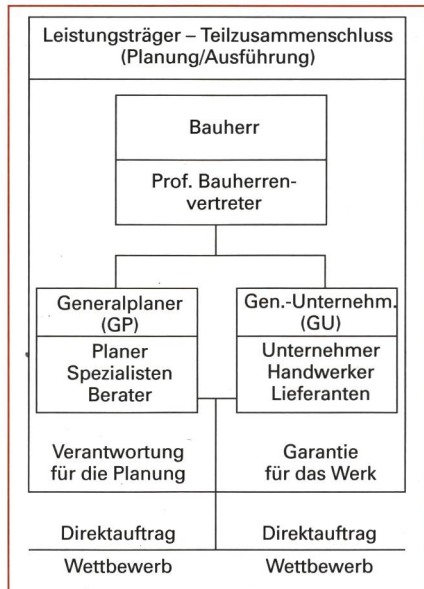 Leistungsträger – Teilzusammenschluss
(Planung/Ausführung)
Bauherr
Prof. Bauherren-
vertreter
Generalplaner
(GP)
Planer
Spezialisten
Berater
Gen.-Unternehm.
(GU)
Unternehmer
Handwerker
Lieferanten
Verantwortung
für die Planung
Garantie
für das Werk
Direktauftrag
Direktauftrag
Wettbewerb
Wettbewerb